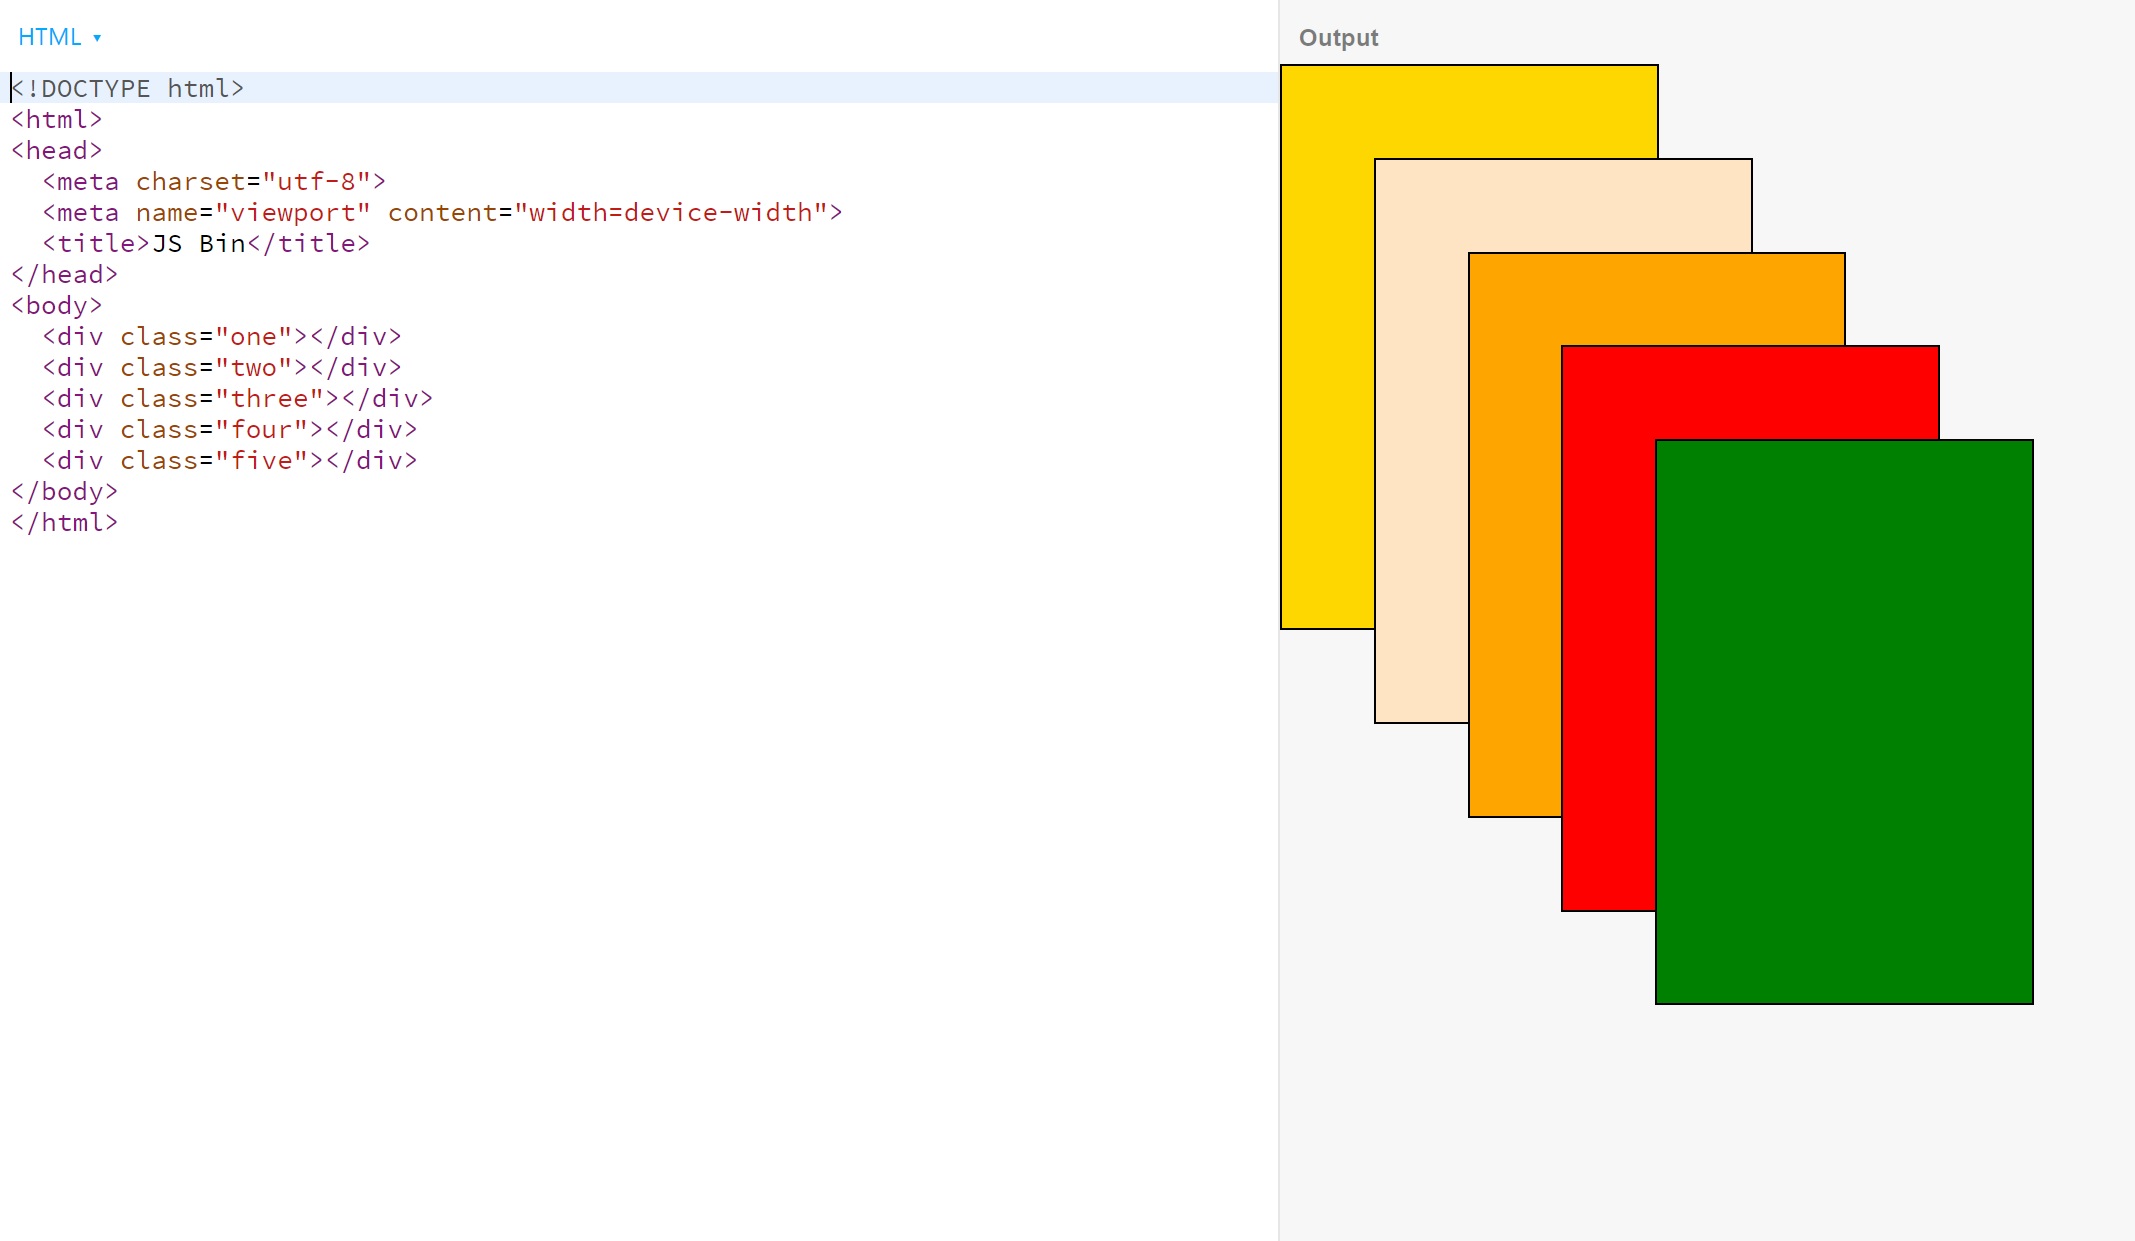 HTML ▾
<!DOCTYPE html>
<html>
<head>
  <meta charset="utf-8">
  <meta name="viewport" content="width=device-width">
  <title>JS Bin</title>
</head>
<body>
  <div class="one"></div>
  <div class="two"></div>
  <div class="three"></div>
  <div class="four"></div>
  <div class="five"></div>
</body>
</html>
Output